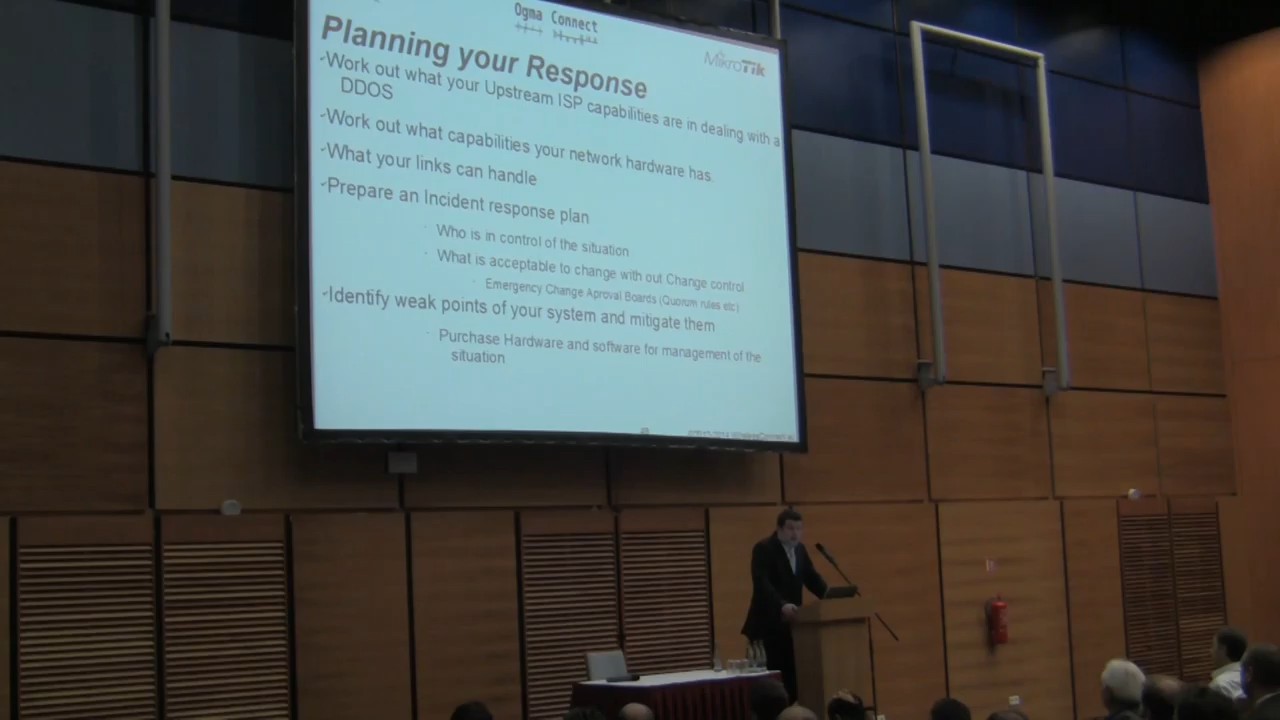 Ogma Connect
MikroTik
Planning your Response
Work out what your Upstream ISP capabilities are in dealing with a
DDOS
Work out what capabilities your network hardware has.
What your links can handle
Prepare an Incident response plan
Who is in control of the situation
What is acceptable to change with out Change control
Emergency Change Aproval Boards (Quorum rules etc)
Identify weak points of your system and mitigate them
Purchase Hardware and software for management of the
situation